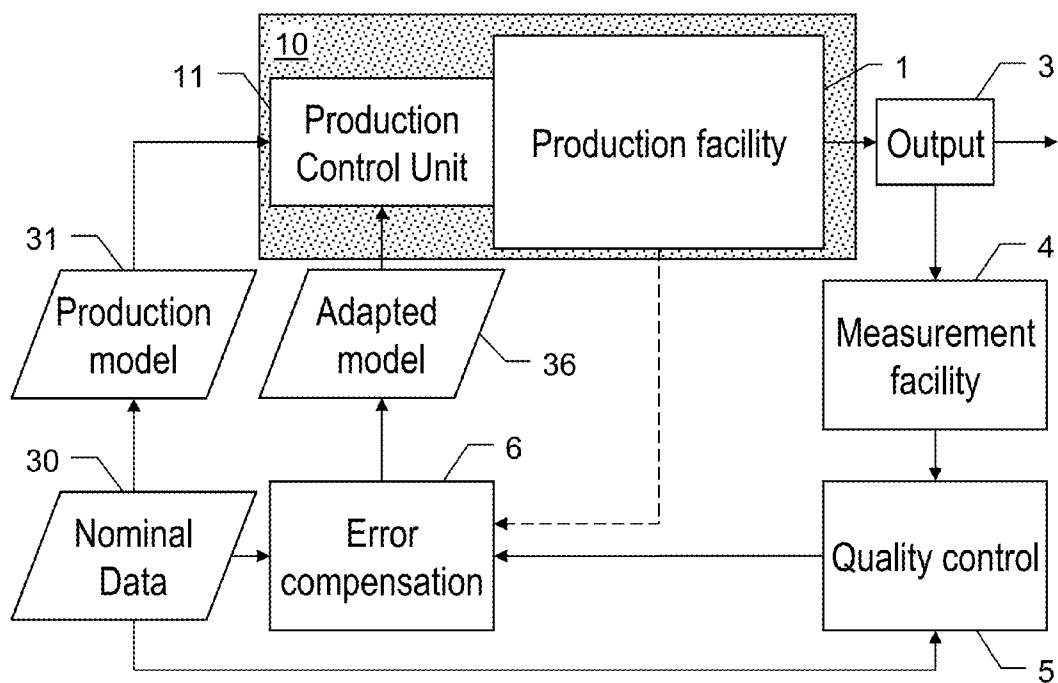 10
1
3
11
Production
Control Unit
Production facility
Output
31
4
Production
model
Adapted
model
36
Measurement
facility
30
6
Nominal
Data
Error
compensation
Quality control
5